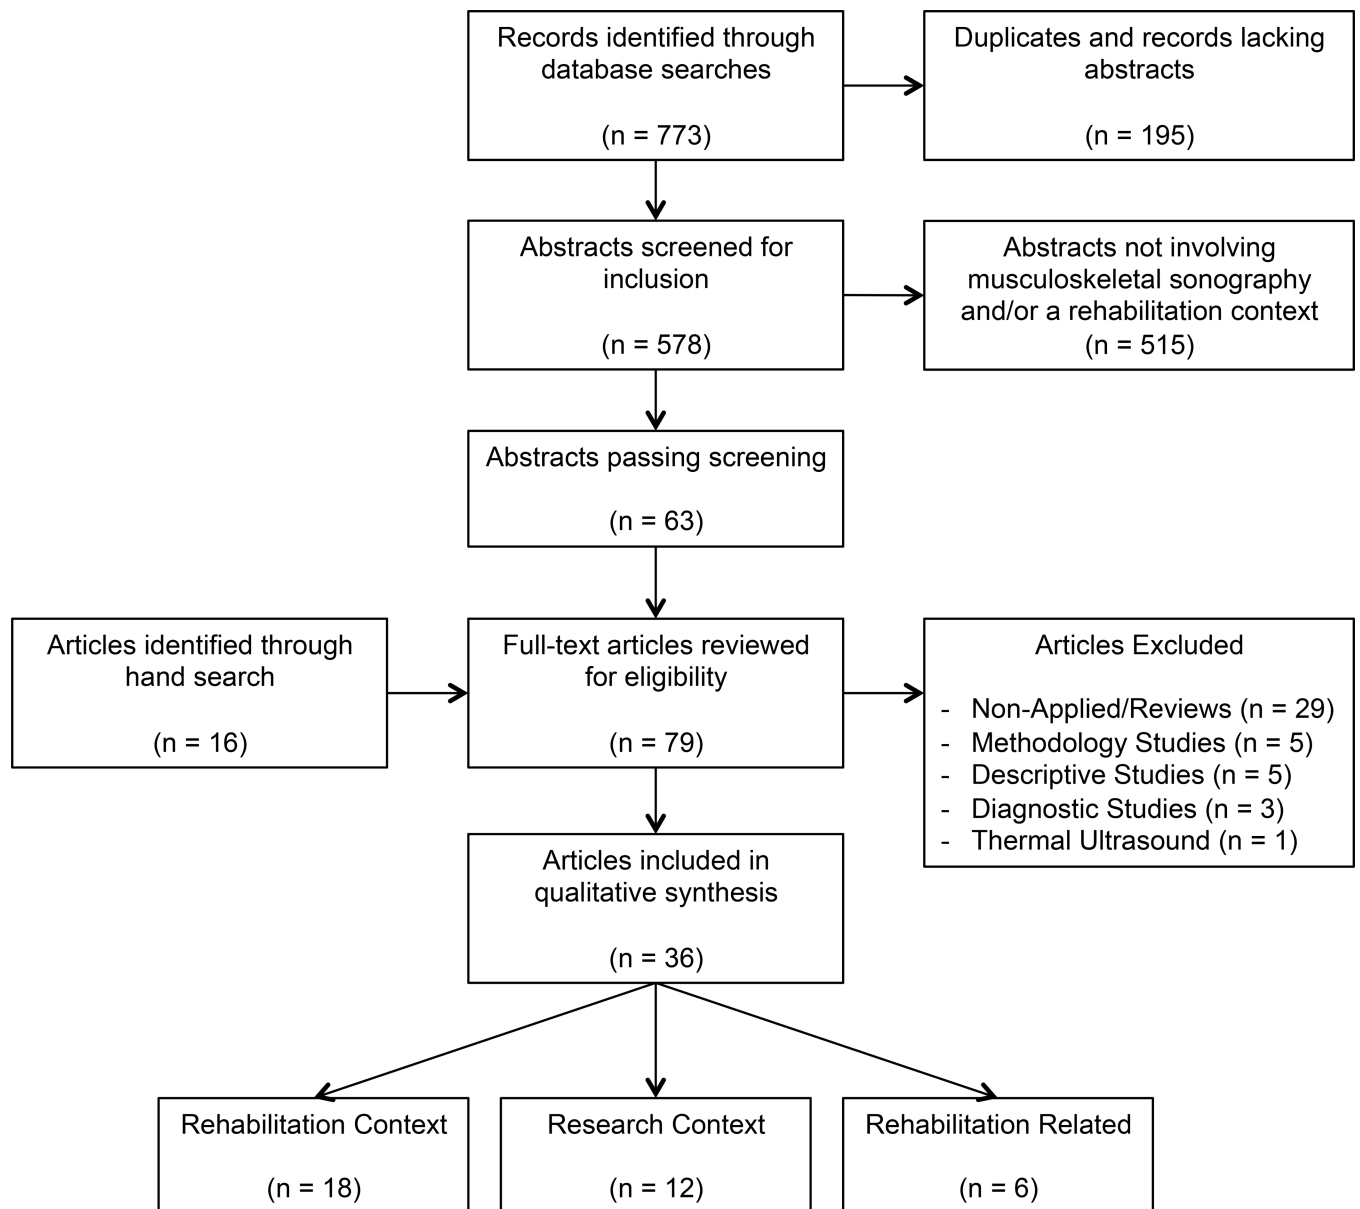 Records identified through
database searches
(n = 773)
Duplicates and records lacking
abstracts
(n = 195)
Abstracts screened for
inclusion
(n = 578)
Abstracts not involving
musculoskeletal sonography
and/or a rehabilitation context
(n = 515)
Abstracts passing screening
(n = 63)
Articles identified through
hand search
(n = 16)
Full-text articles reviewed
for eligibility
(n = 79)
Articles Excluded
- Non-Applied/Reviews (n = 29)
- Methodology Studies (n = 5)
- Descriptive Studies (n = 5)
- Diagnostic Studies (n = 3)
- Thermal Ultrasound (n = 1)
Articles included in
qualitative synthesis
(n = 36)
Rehabilitation Context
(n = 18)
Research Context
(n = 12)
Rehabilitation Related
(n = 6)